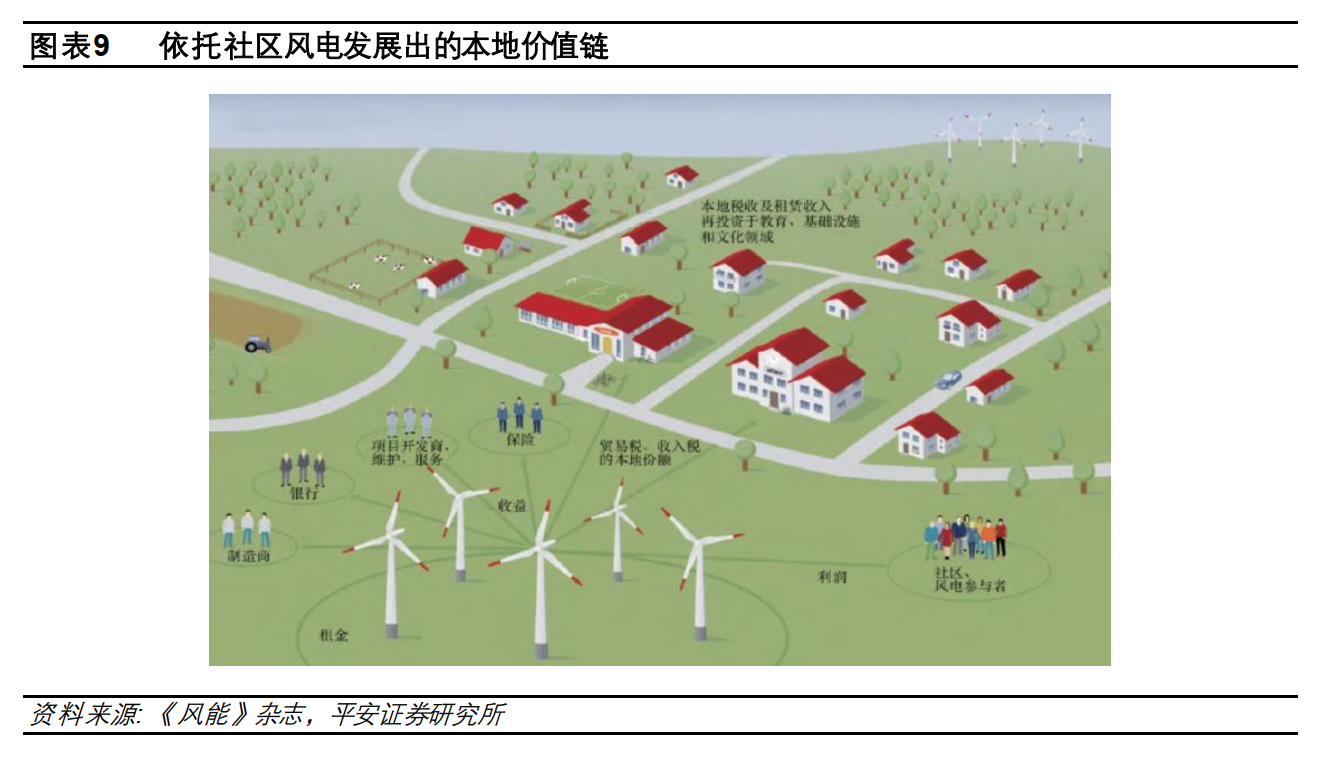 图表9 依托社区风电发展出的本地价值链
本地税收及租赁收入
再投资于教育、基础设施
和文化领域
保险
项目开发商、
维护、服务
贸易税、收入税
的本地份额
银行
收益
制造商
利润
社区、
风电参与者
租金
资料来源:《风能》杂志，平安证券研究所